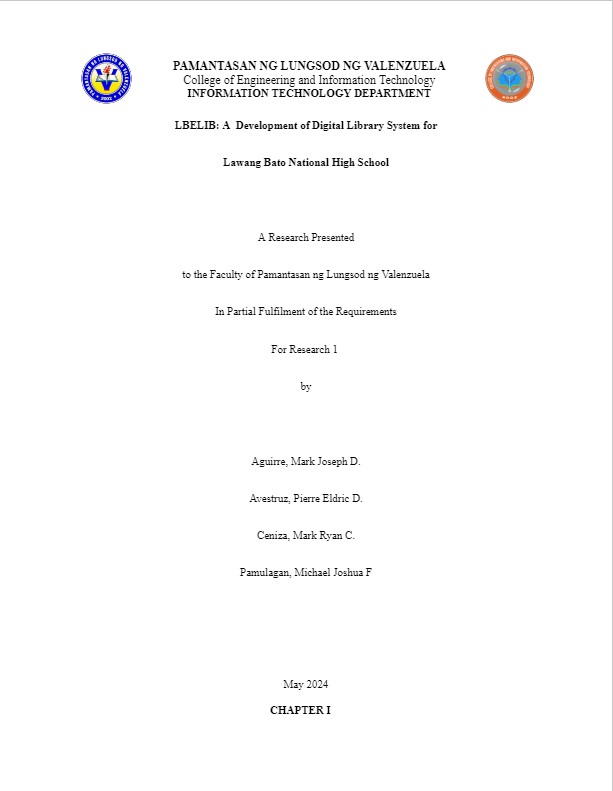 PAMANTASAN NG LUNGSOD NG VALENZUELA
College of Engineering and Information Technology
INFORMATION TECHNOLOGY DEPARTMENT
LBELIB: A  Development of Digital Library System for
Lawang Bato National High School
A Research Presented
to the Faculty of Pamantasan ng Lungsod ng Valenzuela
In Partial Fulfilment of the Requirements
For Research 1
by
Aguirre, Mark Joseph D.
Avestruz, Pierre Eldric D.
Ceniza, Mark Ryan C.
Pamulagan, Michael Joshua F
May 2024
CHAPTER I